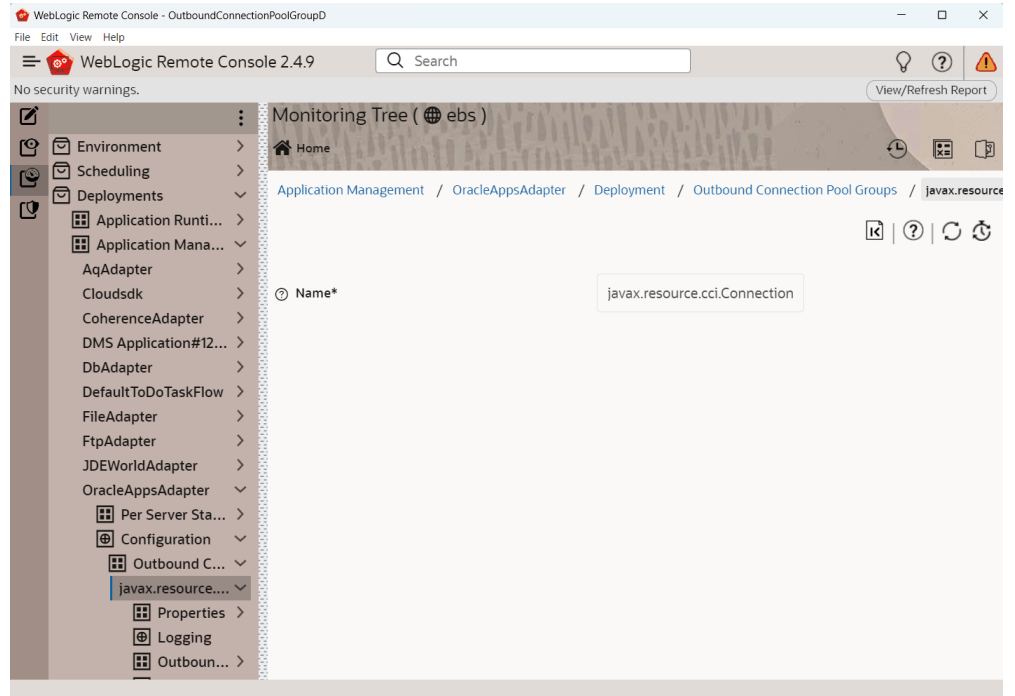 WebLogic Remote Console - OutboundConnectionPoolGroupD
File Edit View Help
WebLogic Remote Console 2.4.9
Search
No security warnings.
View/Refresh Report
Monitoring Tree ( ebs )
Home
Environment
Scheduling
Deployments
Application Runti...
Application Mana...
AqAdapter
Cloudsdk
CoherenceAdapter
DMS Application#12...
DbAdapter
DefaultToDoTaskFlow
FileAdapter
FtpAdapter
JDEWorldAdapter
OracleAppsAdapter
Per Server Sta...
Configuration
Outbound C...
javax.resource....
Properties
Logging
Outboun...
Application Management / OracleAppsAdapter / Deployment / Outbound Connection Pool Groups / javax.resource
Name*
javax.resource.cci.Connection